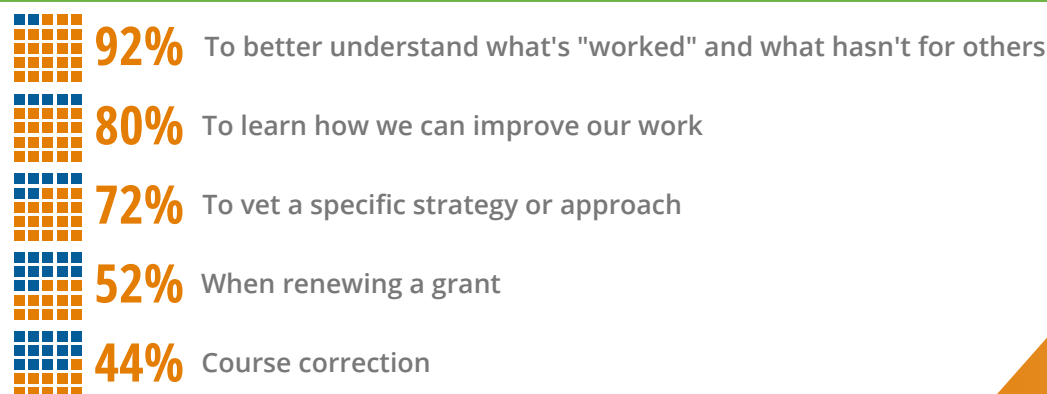 92% To better understand what's "worked" and what hasn't for others
80% To learn how we can improve our work
72% To vet a specific strategy or approach
52% When renewing a grant
44% Course correction